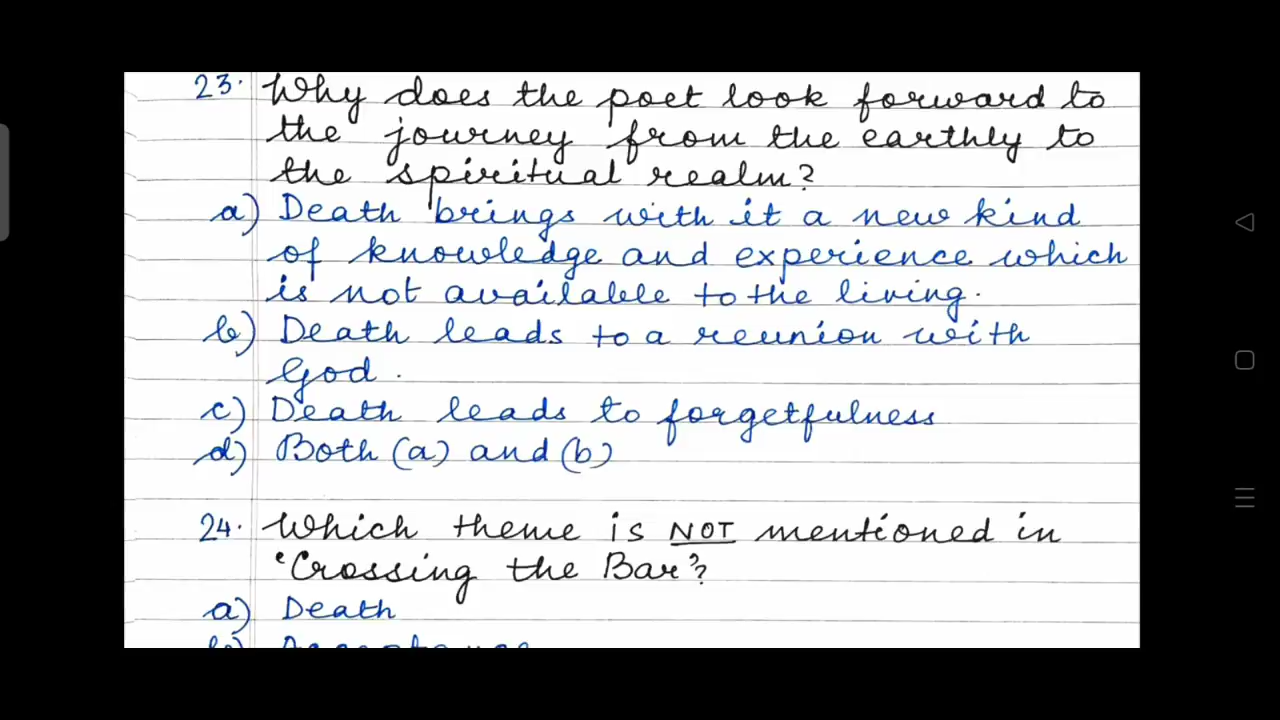 23. Why does the poet look forward to
the journey from the earthly to
the spiritual realm?
a) Death brings with it a new kind
of knowledge and experience which
is not available to the living.
b) Death leads to a reunion with
God.
c) Death leads to forgetfulness
d) Both (a) and (b)
24. Which theme is NOT mentioned in
'Crossing the Bar'?
a) Death
b) Acceptance